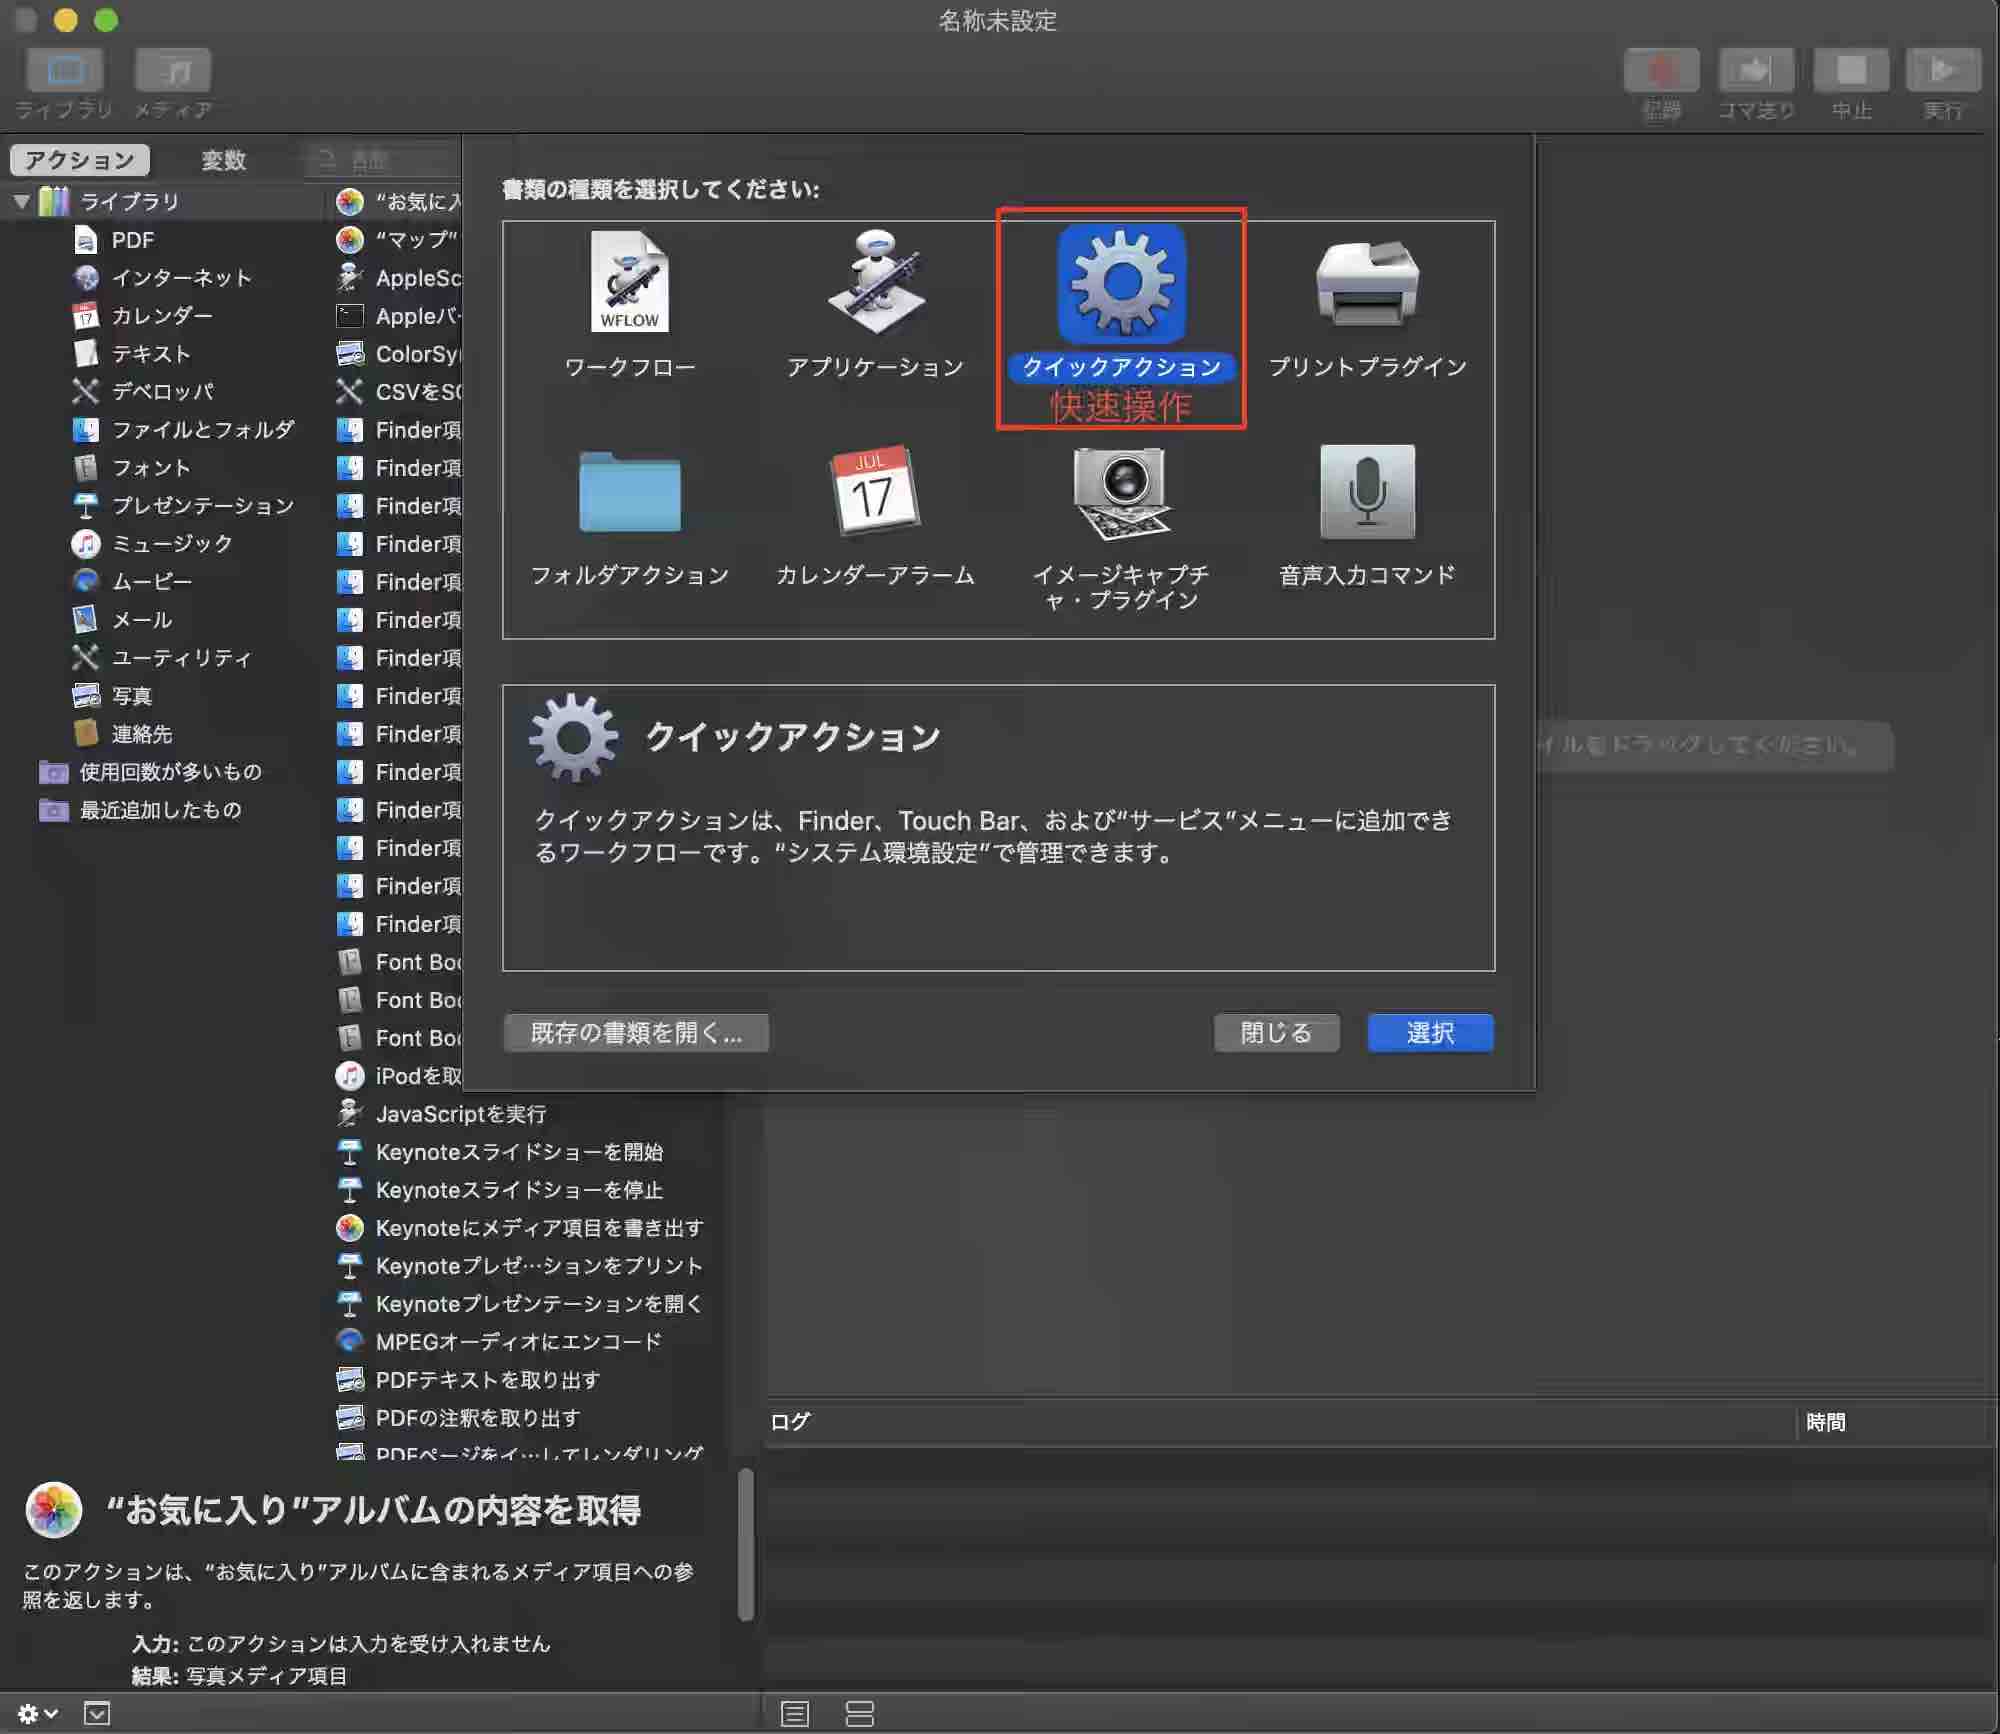 名称未設定
ライブラリ
メディア
記録
コマ送り
中止
実行
アクション
変数
ライブラリ
PDF
インターネット
カレンダー
テキスト
デベロッパ
ファイルとフォルダ
フォント
プレゼンテーション
ミュージック
ムービー
メール
ユーティリティ
写真
連絡先
使用回数が多いもの
最近追加したもの
“お気に入
“マップ”
AppleSc
Appleバー
ColorSy
CSVをSQ
Finder項
Finder項
Finder項
Finder項
Finder項
Finder項
Finder項
Finder項
Finder項
Finder項
Finder項
Finder項
Finder項
Finder項
Font Boo
Font Boo
Font Boo
iPodを取
JavaScriptを実行
Keynoteスライドショーを開始
Keynoteスライドショーを停止
Keynoteにメディア項目を書き出す
Keynoteプレゼ…ションをプリント
Keynoteプレゼンテーションを開く
MPEGオーディオにエンコード
PDFテキストを取り出す
PDFの注釈を取り出す
PDFページをイ…してレンダリング
書類の種類を選択してください:
WFLOW
ワークフロー
アプリケーション
クイックアクション
快速操作
プリントプラグイン
フォルダアクション
JUL
17
カレンダーアラーム
イメージキャプチ
ャ・プラグイン
音声入力コマンド
クイックアクション
クイックアクションは、Finder、Touch Bar、および“サービス”メニューに追加でき
るワークフローです。“システム環境設定”で管理できます。
既存の書類を開く...
閉じる
選択
イルをドラッグしてください。
ログ
時間
“お気に入り”アルバムの内容を取得
このアクションは、“お気に入り”アルバムに含まれるメディア項目への参
照を返します。
入力: このアクションは入力を受け入れません
結果: 写真メディア項目